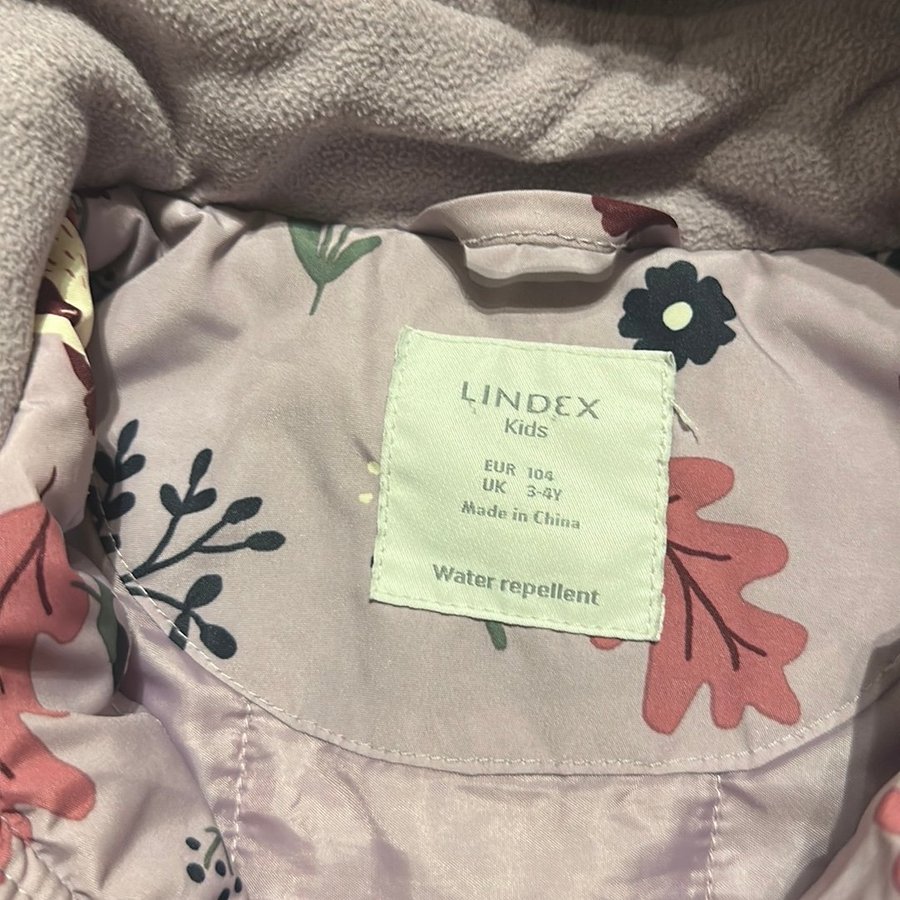 LINDEX
Kids
EUR 104
UK 3-4Y
Made in China
Water repellent